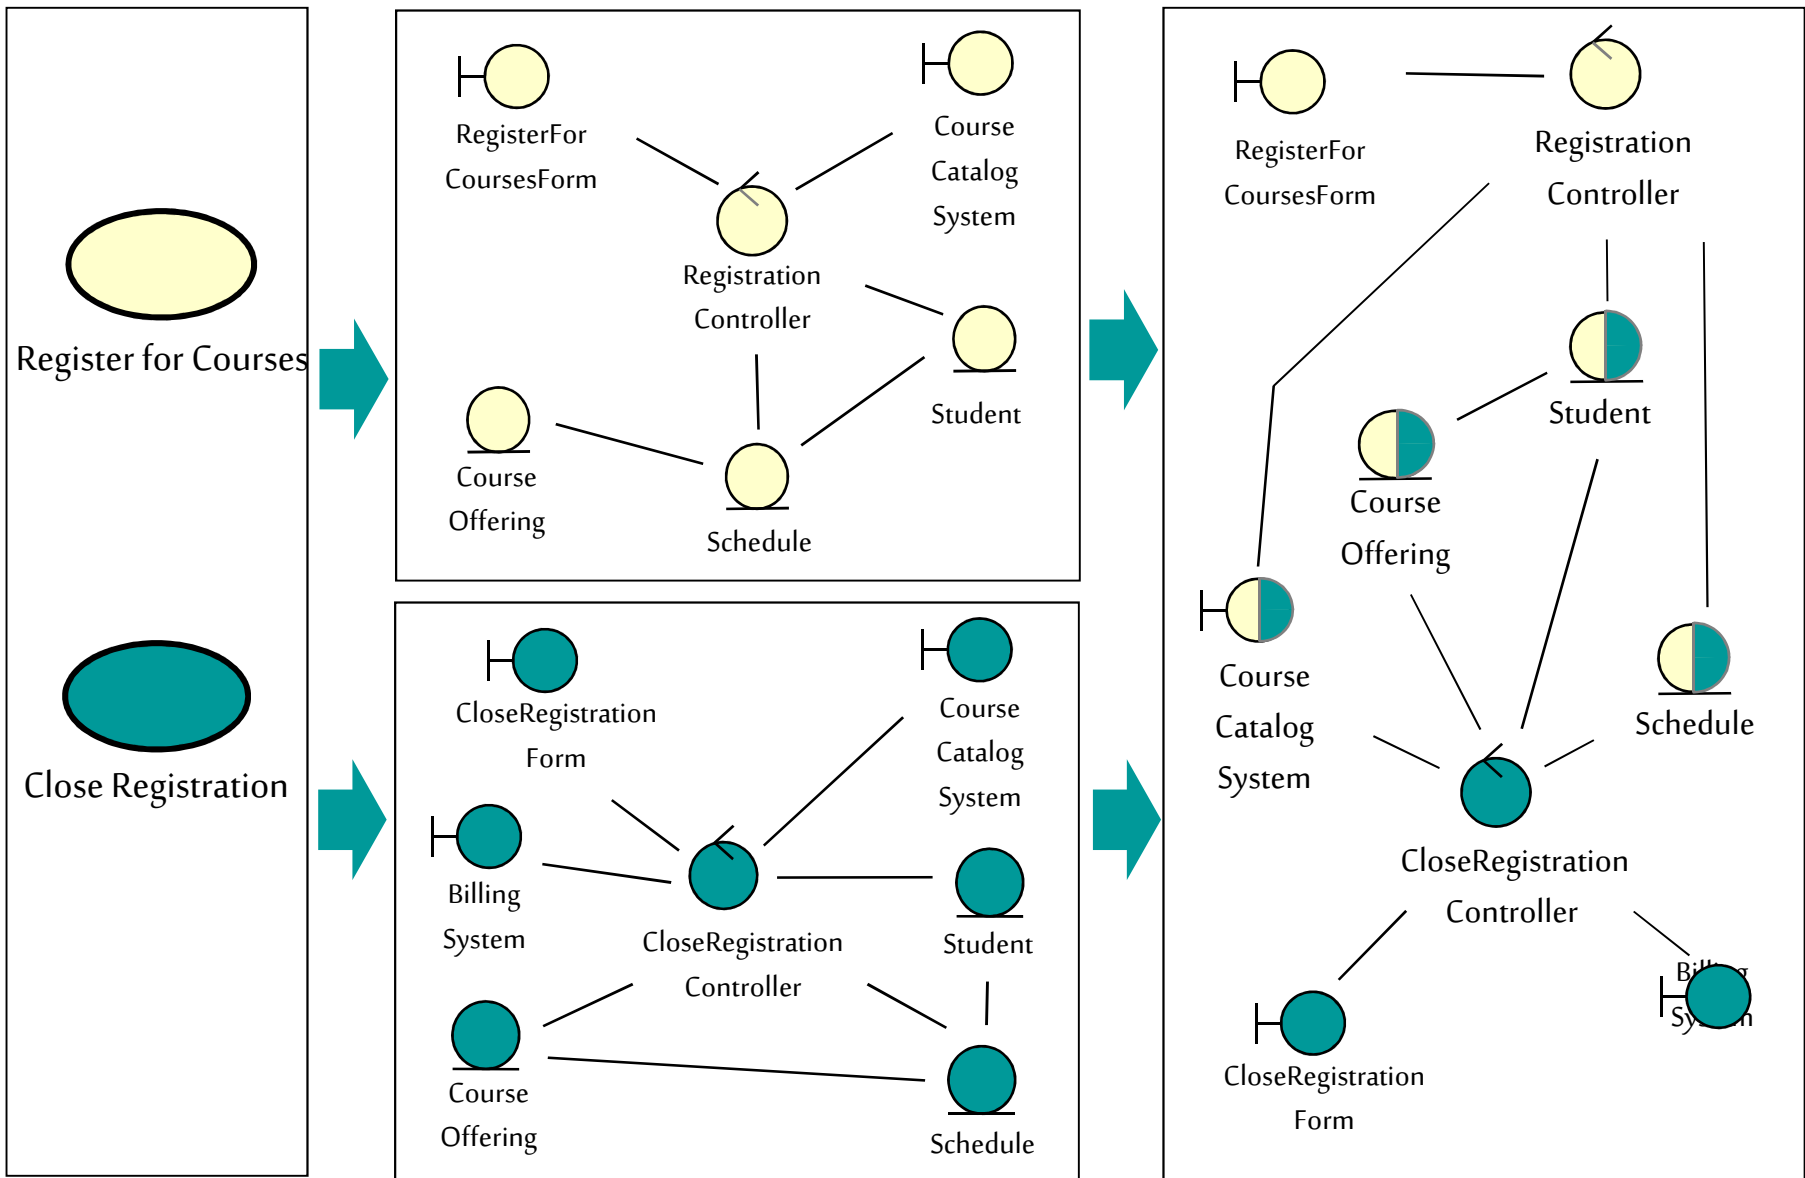 Register for Courses
Close Registration
RegisterFor
CoursesForm
Course
Catalog
System
Registration
Controller
Student
Course
Offering
Schedule
CloseRegistration
Form
Course
Catalog
System
Billing
System
CloseRegistration
Controller
Student
Course
Offering
Schedule
RegisterFor
CoursesForm
Registration
Controller
Student
Course
Offering
Course
Catalog
System
Schedule
CloseRegistration
Controller
Billing
System
CloseRegistration
Form